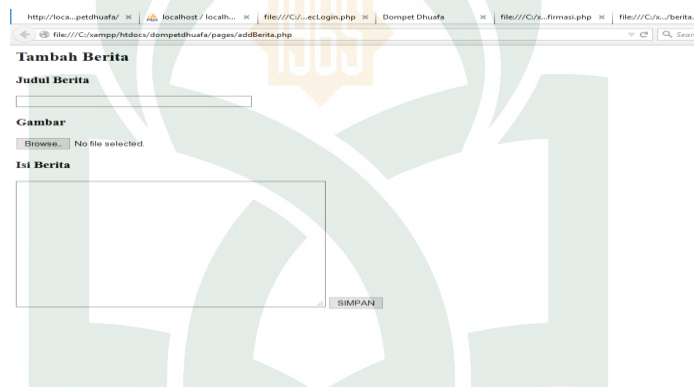 http://loca...petdhuafa/ × localhost / localh... × file:///C:/...ecLogin.php × Dompet Dhuafa × file:///C:/x...firmasi.php × file:///C:/x.../berita.
file:///C:/xampp/htdocs/dompetdhuafa/pages/addBerita.php
Tambah Berita
Judul Berita
Gambar
Browse.. No file selected.
Isi Berita
SIMPAN